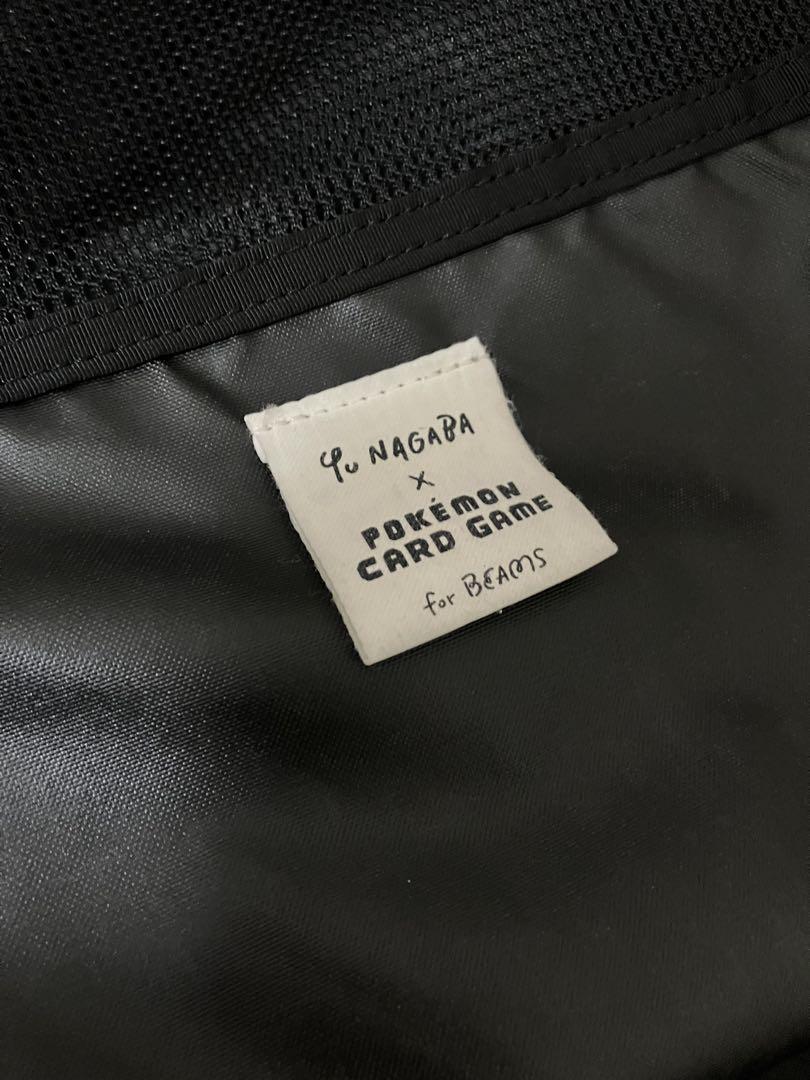 Yu NAGABA
x
POKÉMON
CARD GAME
for BEAMS